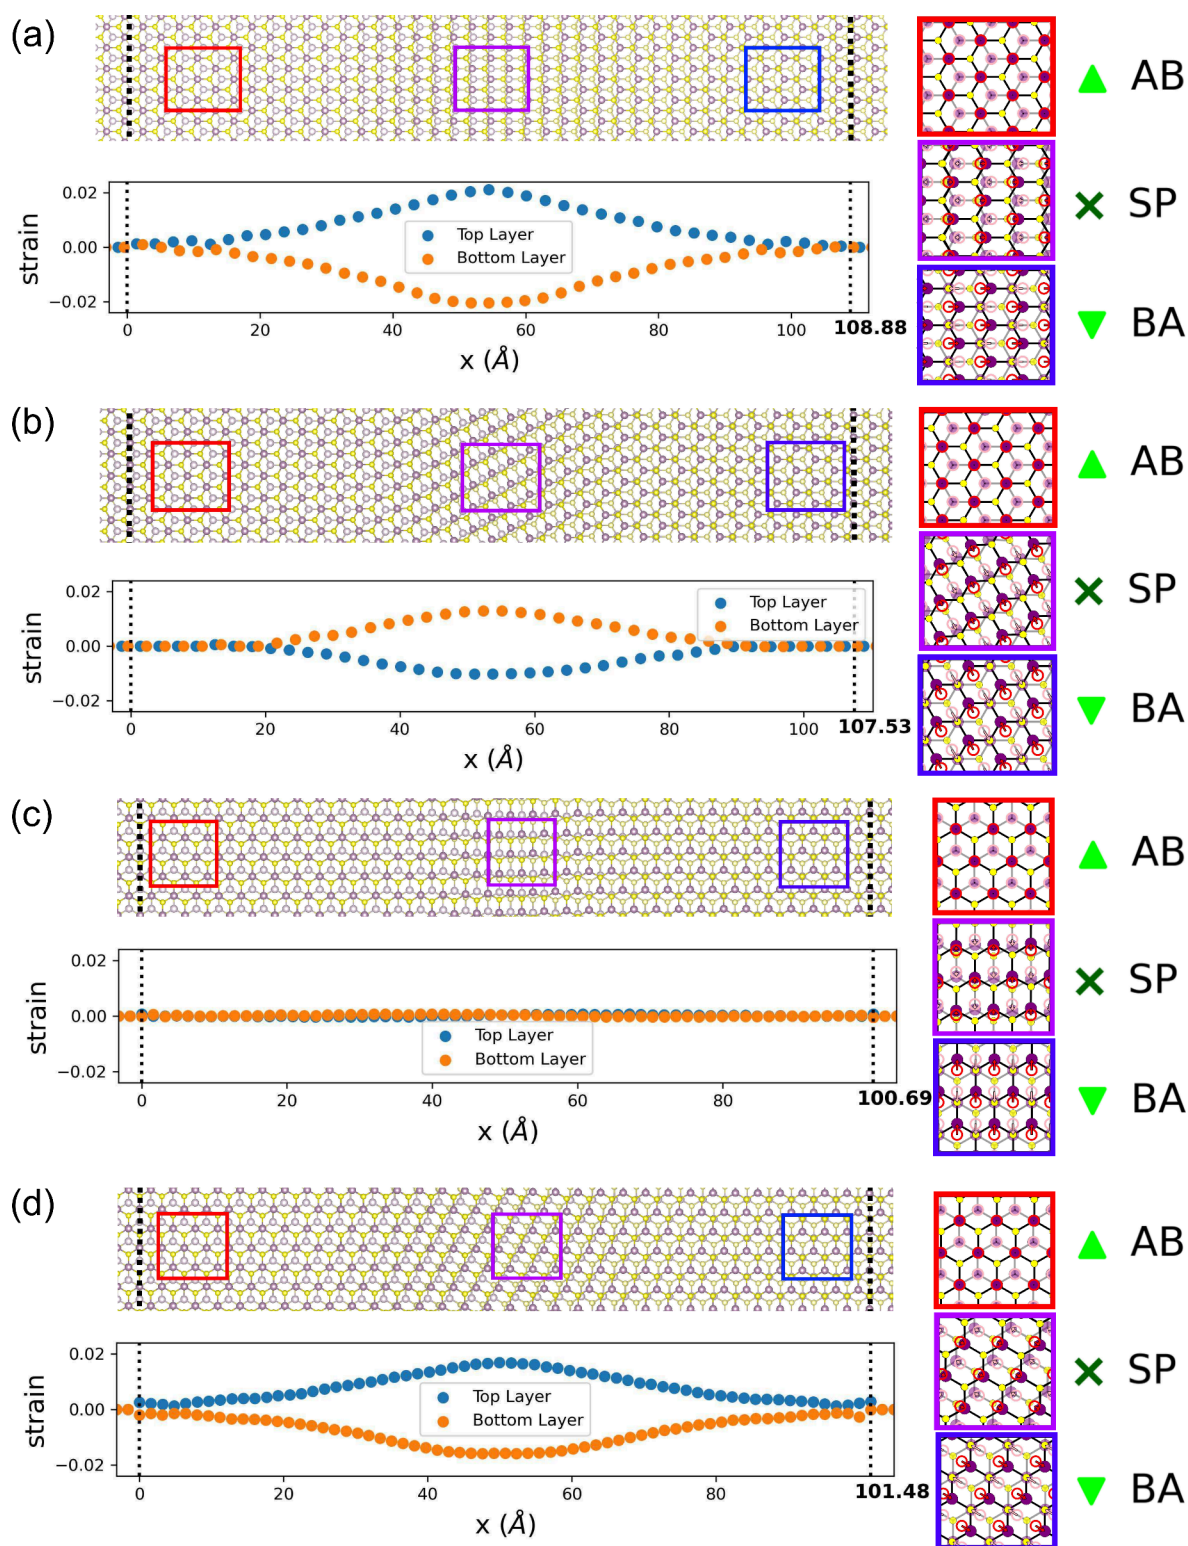 (a)
AB
SP
BA
0.02
0.00
−0.02
strain
Top Layer
Bottom Layer
0 20 40 60 80 100 108.88
x (Å)
(b)
AB
SP
BA
0.02
0.00
−0.02
strain
Top Layer
Bottom Layer
0 20 40 60 80 100 107.53
x (Å)
(c)
AB
SP
BA
0.02
0.00
−0.02
strain
Top Layer
Bottom Layer
0 20 40 60 80 100.69
x (Å)
(d)
AB
SP
BA
0.02
0.00
−0.02
strain
Top Layer
Bottom Layer
0 20 40 60 80 101.48
x (Å)